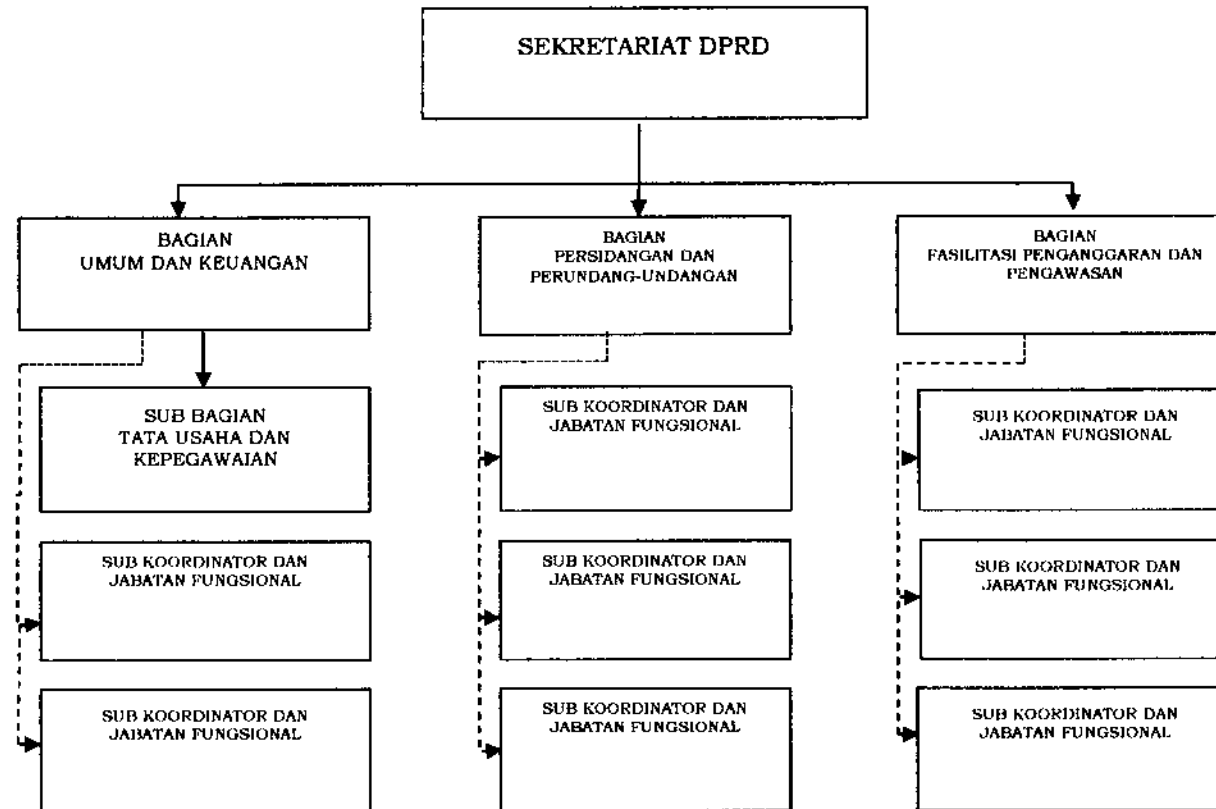 SEKRETARIAT DPRD
BAGIAN
UMUM DAN KEUANGAN
BAGIAN
PERSIDANGAN DAN
PERUNDANG-UNDANGAN
BAGIAN
FASILITASI PENGANGGARAN DAN
PENGAWASAN
SUB BAGIAN
TATA USAHA DAN
KEPEGAWAIAN
SUB KOORDINATOR DAN
JABATAN FUNGSIONAL
SUB KOORDINATOR DAN
JABATAN FUNGSIONAL
SUB KOORDINATOR DAN
JABATAN FUNGSIONAL
SUB KOORDINATOR DAN
JABATAN FUNGSIONAL
SUB KOORDINATOR DAN
JABATAN FUNGSIONAL
SUB KOORDINATOR DAN
JABATAN FUNGSIONAL
SUB KOORDINATOR DAN
JABATAN FUNGSIONAL
SUB KOORDINATOR DAN
JABATAN FUNGSIONAL